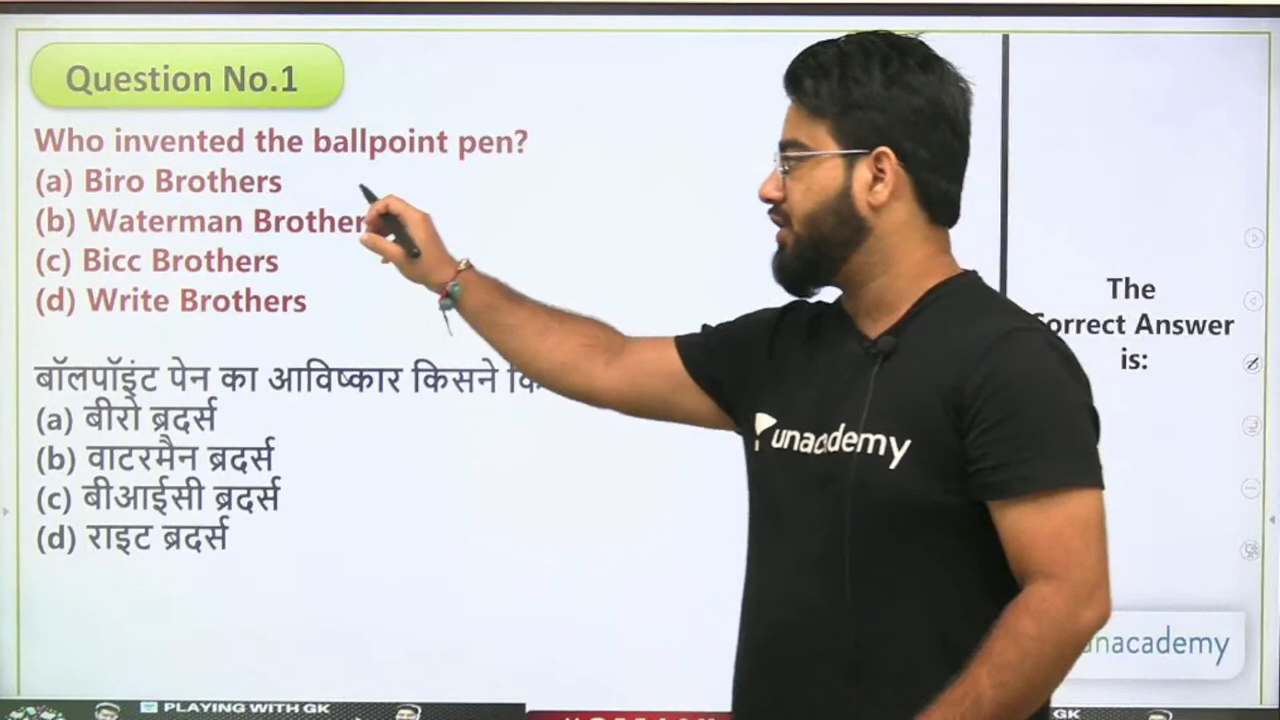 Question No.1
Who invented the ballpoint pen?
(a) Biro Brothers
(b) Waterman Brother
(c) Bicc Brothers
(d) Write Brothers
बॉलपॉइंट पेन का आविष्कार किसने
(a) बीरो ब्रदर्स
(b) वाटरमैन ब्रदर्स
(c) बीआईसी ब्रदर्स
(d) राइट ब्रदर्स
The
orrect Answer
is:
unacademy
unacademy
PLAYING WITH GK
GK